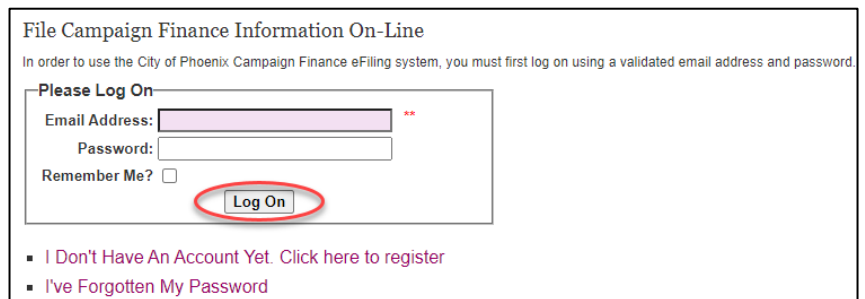 File Campaign Finance Information On-Line
In order to use the City of Phoenix Campaign Finance eFiling system, you must first log on using a validated email address and password.
Please Log On
Email Address: **
Password:
Remember Me?
Log On
I Don't Have An Account Yet. Click here to register
I've Forgotten My Password